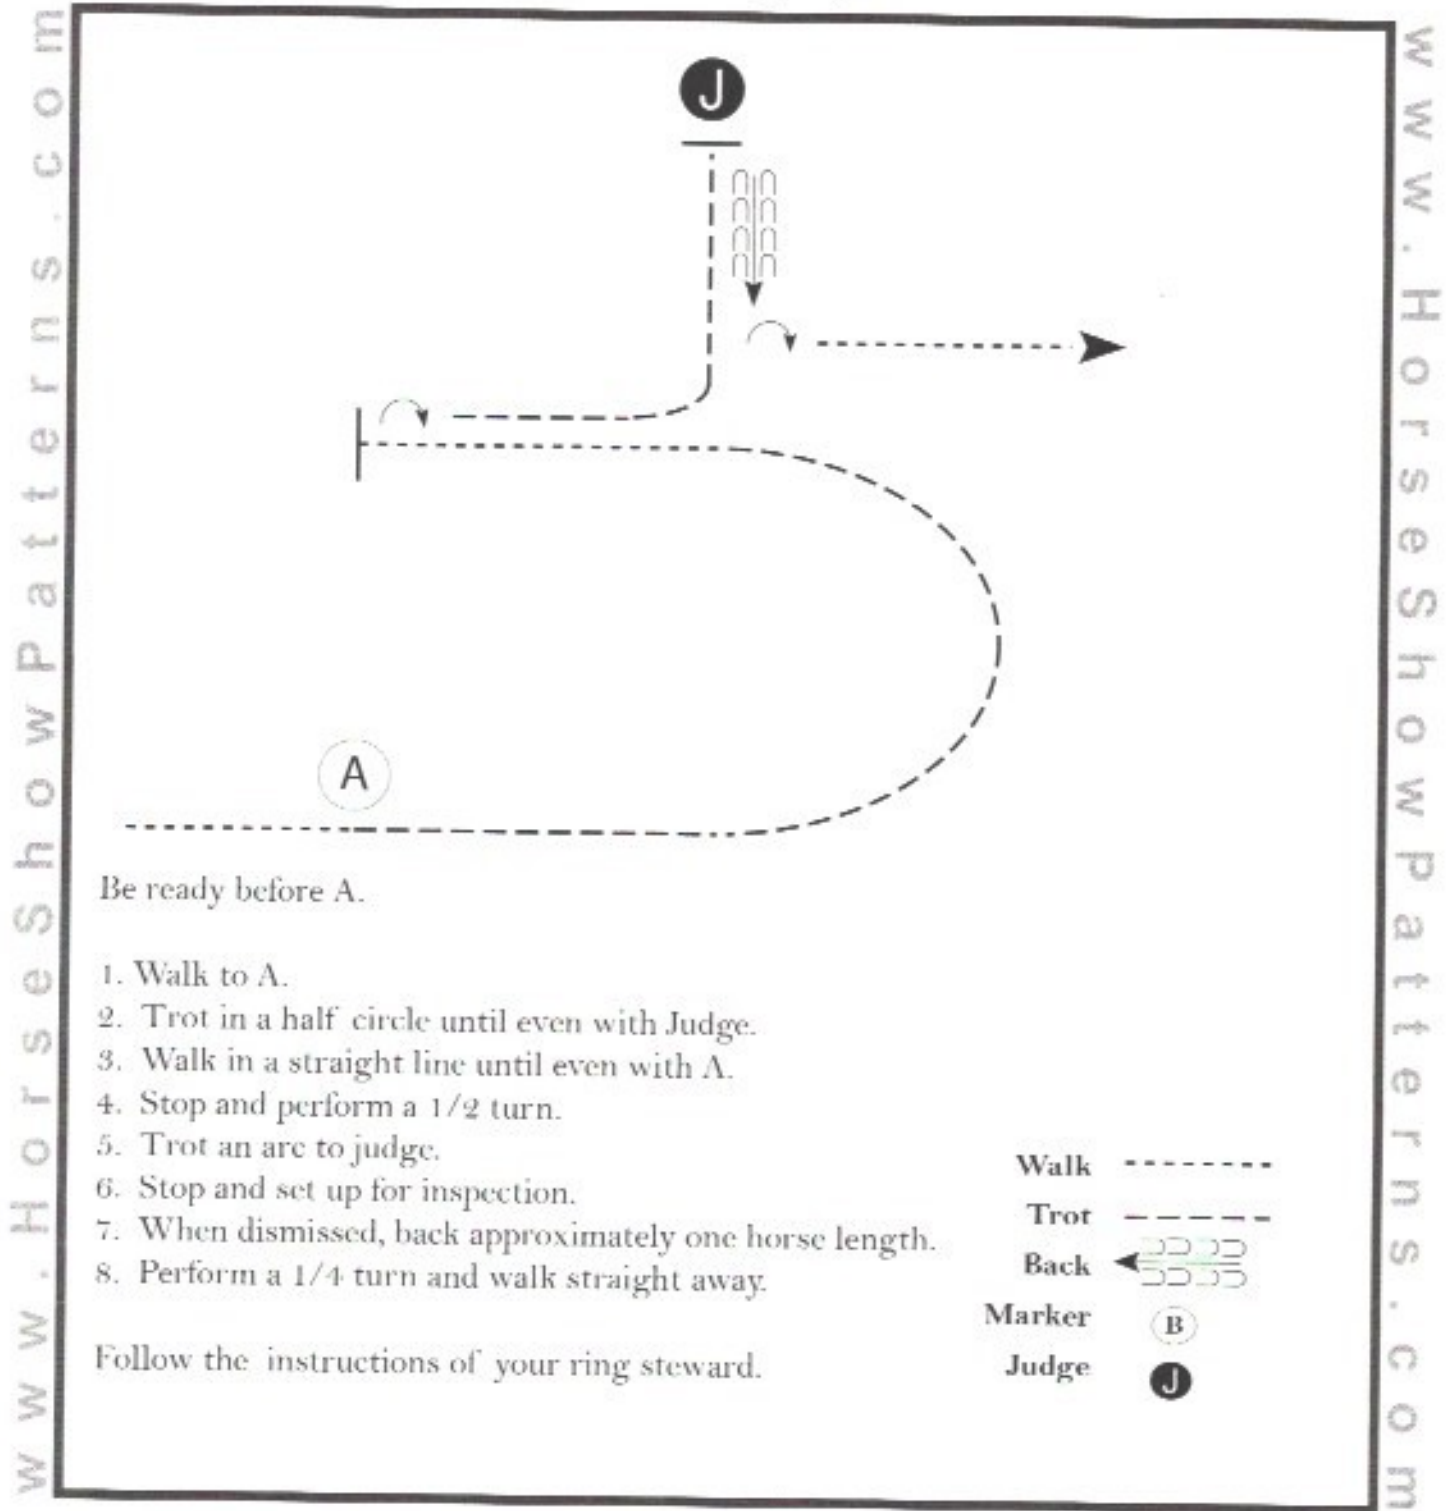 www.HorseShowPatterns.com
J
A
Be ready before A.
1. Walk to A.
2. Trot in a half circle until even with Judge.
3. Walk in a straight line until even with A.
4. Stop and perform a 1/2 turn.
5. Trot an arc to judge.
6. Stop and set up for inspection.
7. When dismissed, back approximately one horse length.
8. Perform a 1/4 turn and walk straight away.
Follow the instructions of your ring steward.
Walk
Trot
Back
Marker B
Judge J
www.HorseShowPatterns.com